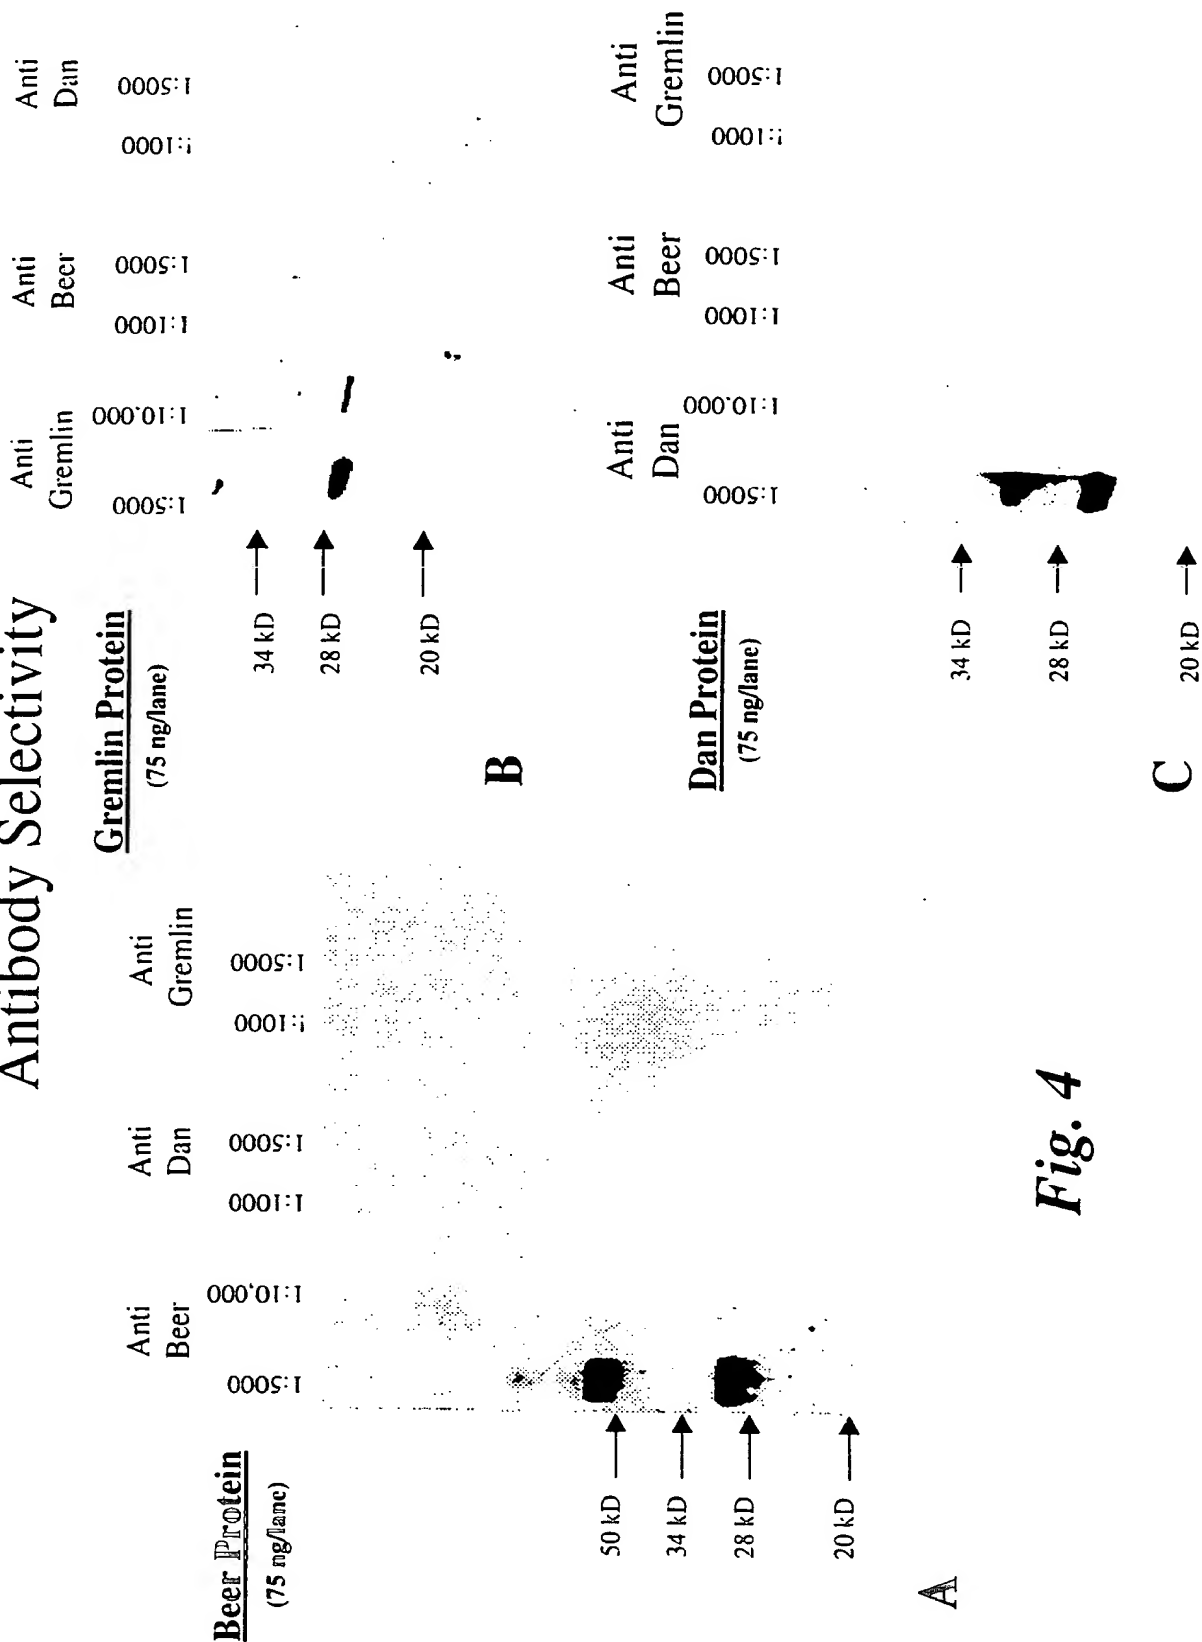 Antibody Selectivity
Beer Protein
(75 ng/lane)
Anti
Beer
Anti
Dan
Anti
Gremlin
1:5000
1:10,000
1:1000
1:5000
!:1000
1:5000
50 kD
34 kD
28 kD
20 kD
A
Gremlin Protein
(75 ng/lane)
Anti
Gremlin
Anti
Beer
Anti
Dan
1:5000
1:10.000
1:1000
1:5000
!:1000
1:5000
34 kD
28 kD
20 kD
B
Dan Protein
(75 ng/lane)
Anti
Dan
Anti
Beer
Anti
Gremlin
1:5000
1:10.000
1:1000
1:5000
!:1000
1:5000
34 kD
28 kD
20 kD
C
Fig. 4